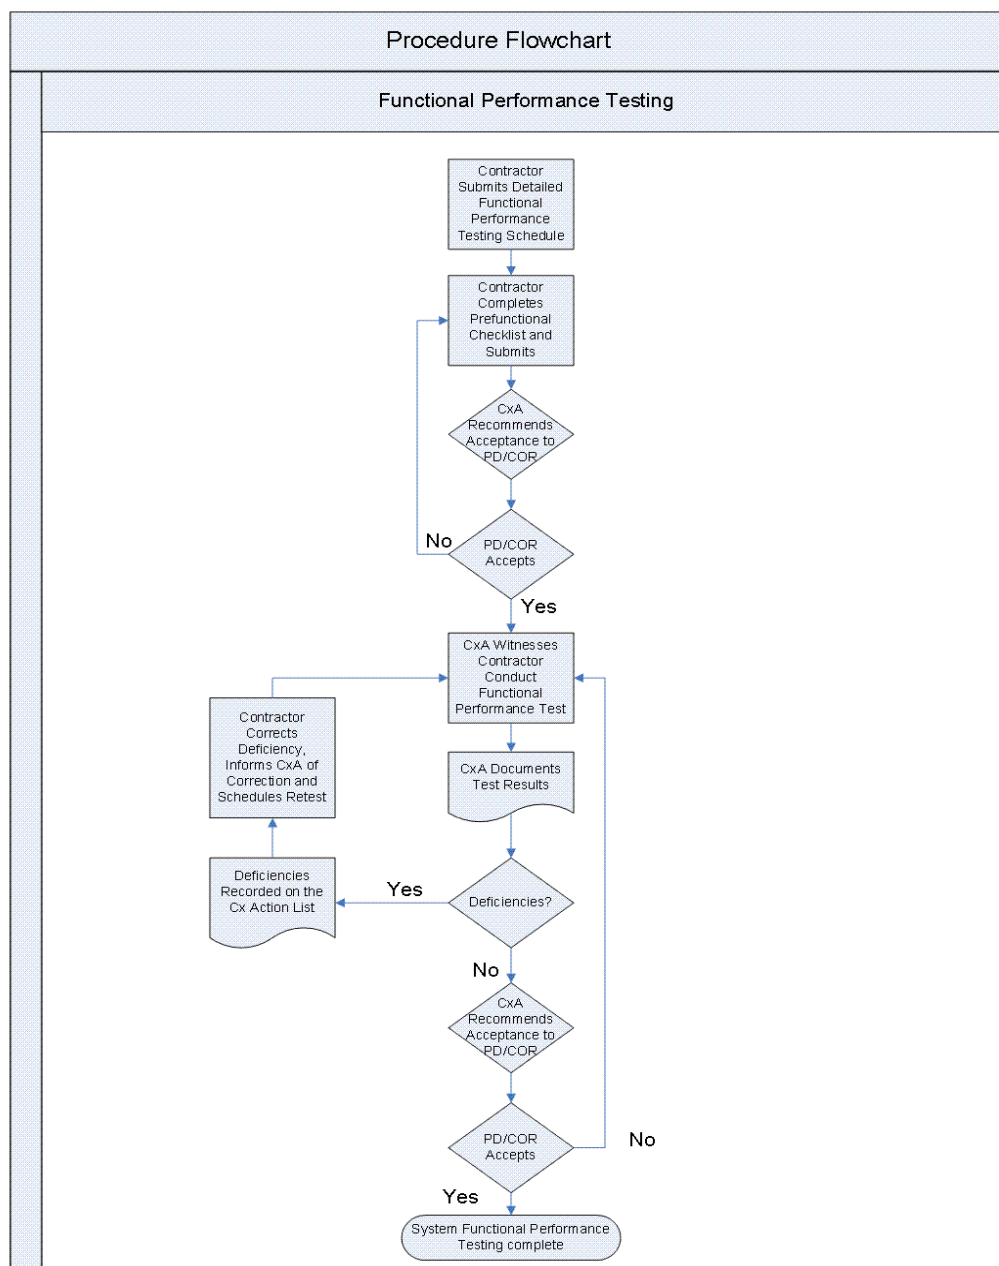 Procedure Flowchart
Functional Performance Testing
Contractor
Submits Detailed
Functional
Performance
Testing Schedule
Contractor
Completes
Prefunctional
Checklist and
Submits
CxA
Recommends
Acceptance to
PD/COR
No
PD/COR
Accepts
Yes
CxA Witnesses
Contractor
Conduct
Functional
Performance Test
Contractor
Corrects
Deficiency,
Informs CxA of
Correction and
Schedules Retest
CxA Documents
Test Results
Deficiencies
Recorded on the
Cx Action List
Yes
Deficiencies?
No
CxA
Recommends
Acceptance to
PD/COR
PD/COR
Accepts
No
Yes
System Functional Performance
Testing complete